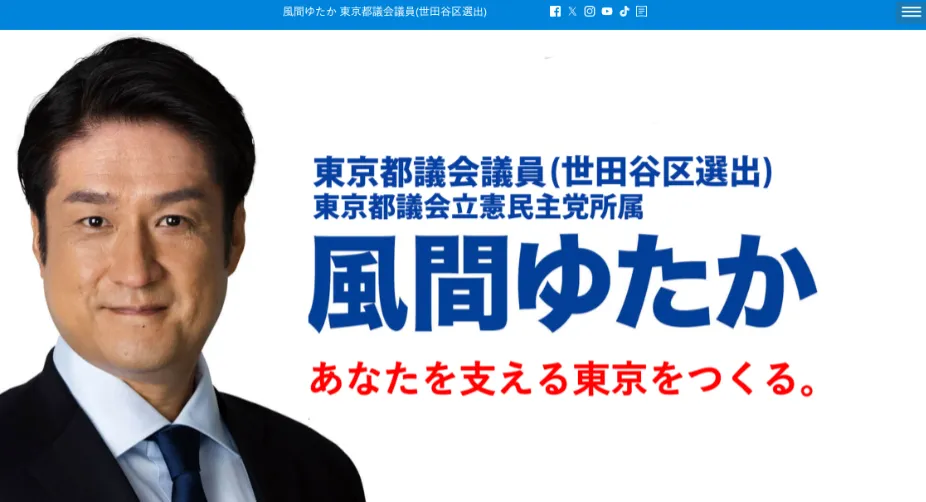 風間ゆたか 東京都議会議員(世田谷区選出)
東京都議会議員(世田谷区選出)
東京都議会立憲民主党所属
風間ゆたか
あなたを支える東京をつくる。